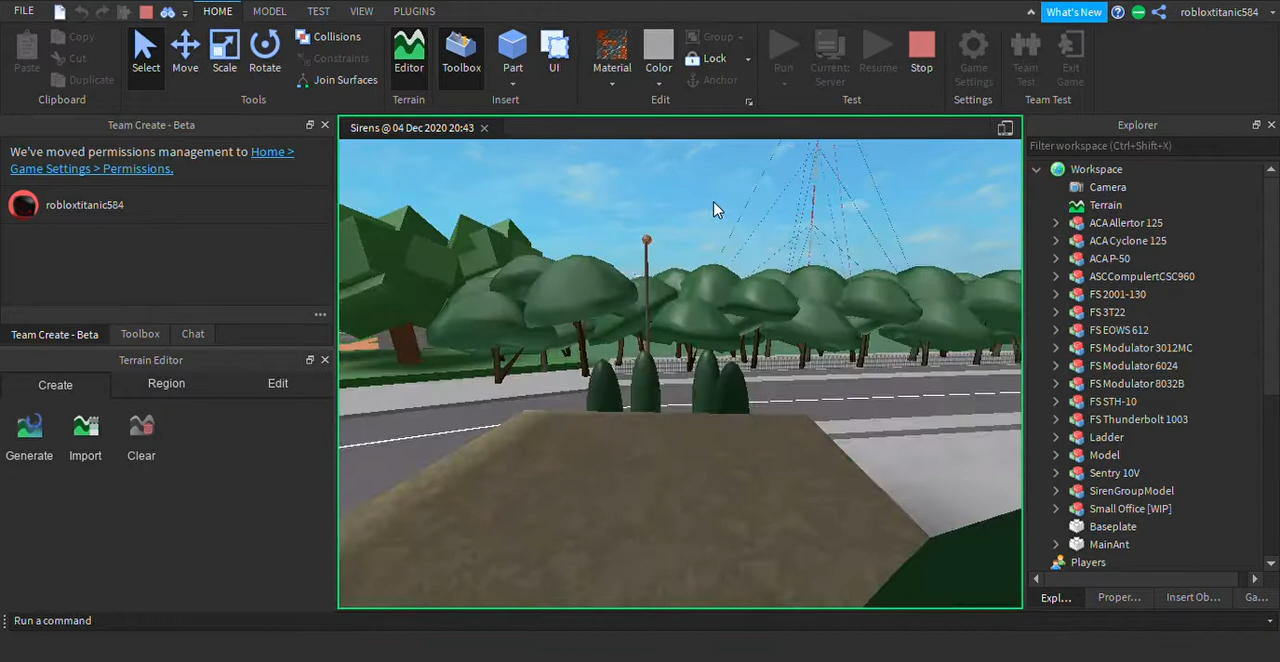 FILE HOME MODEL TEST VIEW PLUGINS What's New robloxtitanic584
Paste Copy Cut Duplicate Clipboard
Select Move Scale Rotate Collisions Constraints Join Surfaces Tools
Editor Terrain
Toolbox Part UI Insert
Material Color Group Lock Anchor Edit
Run Current: Server Resume Stop Test
Game Settings Settings
Team Test Exit Game Team Test
Team Create - Beta
We've moved permissions management to Home >
Game Settings > Permissions.
robloxtitanic584
Team Create - Beta Toolbox Chat
Terrain Editor
Create Region Edit
Generate Import Clear
Sirens @ 04 Dec 2020 20:43
Explorer
Filter workspace (Ctrl+Shift+X)
Workspace
Camera
Terrain
ACA Allertor 125
ACA Cyclone 125
ACA P-50
ASCCompulertCSC960
FS 2001-130
FS 3T22
FS EOWS 612
FS Modulator 3012MC
FS Modulator 6024
FS Modulator 8032B
FS STH-10
FS Thunderbolt 1003
Ladder
Model
Sentry 10V
SirenGroupModel
Small Office [WIP]
Baseplate
MainAnt
Players
Expl... Proper... Insert Ob... Ga...
Run a command